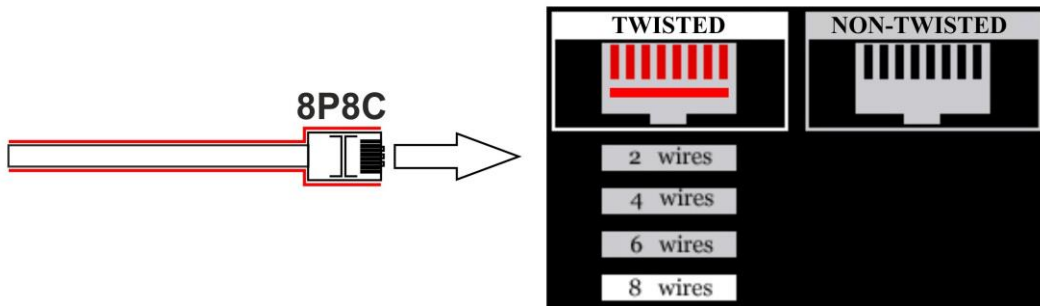 8P8C
TWISTED
NON-TWISTED
2 wires
4 wires
6 wires
8 wires